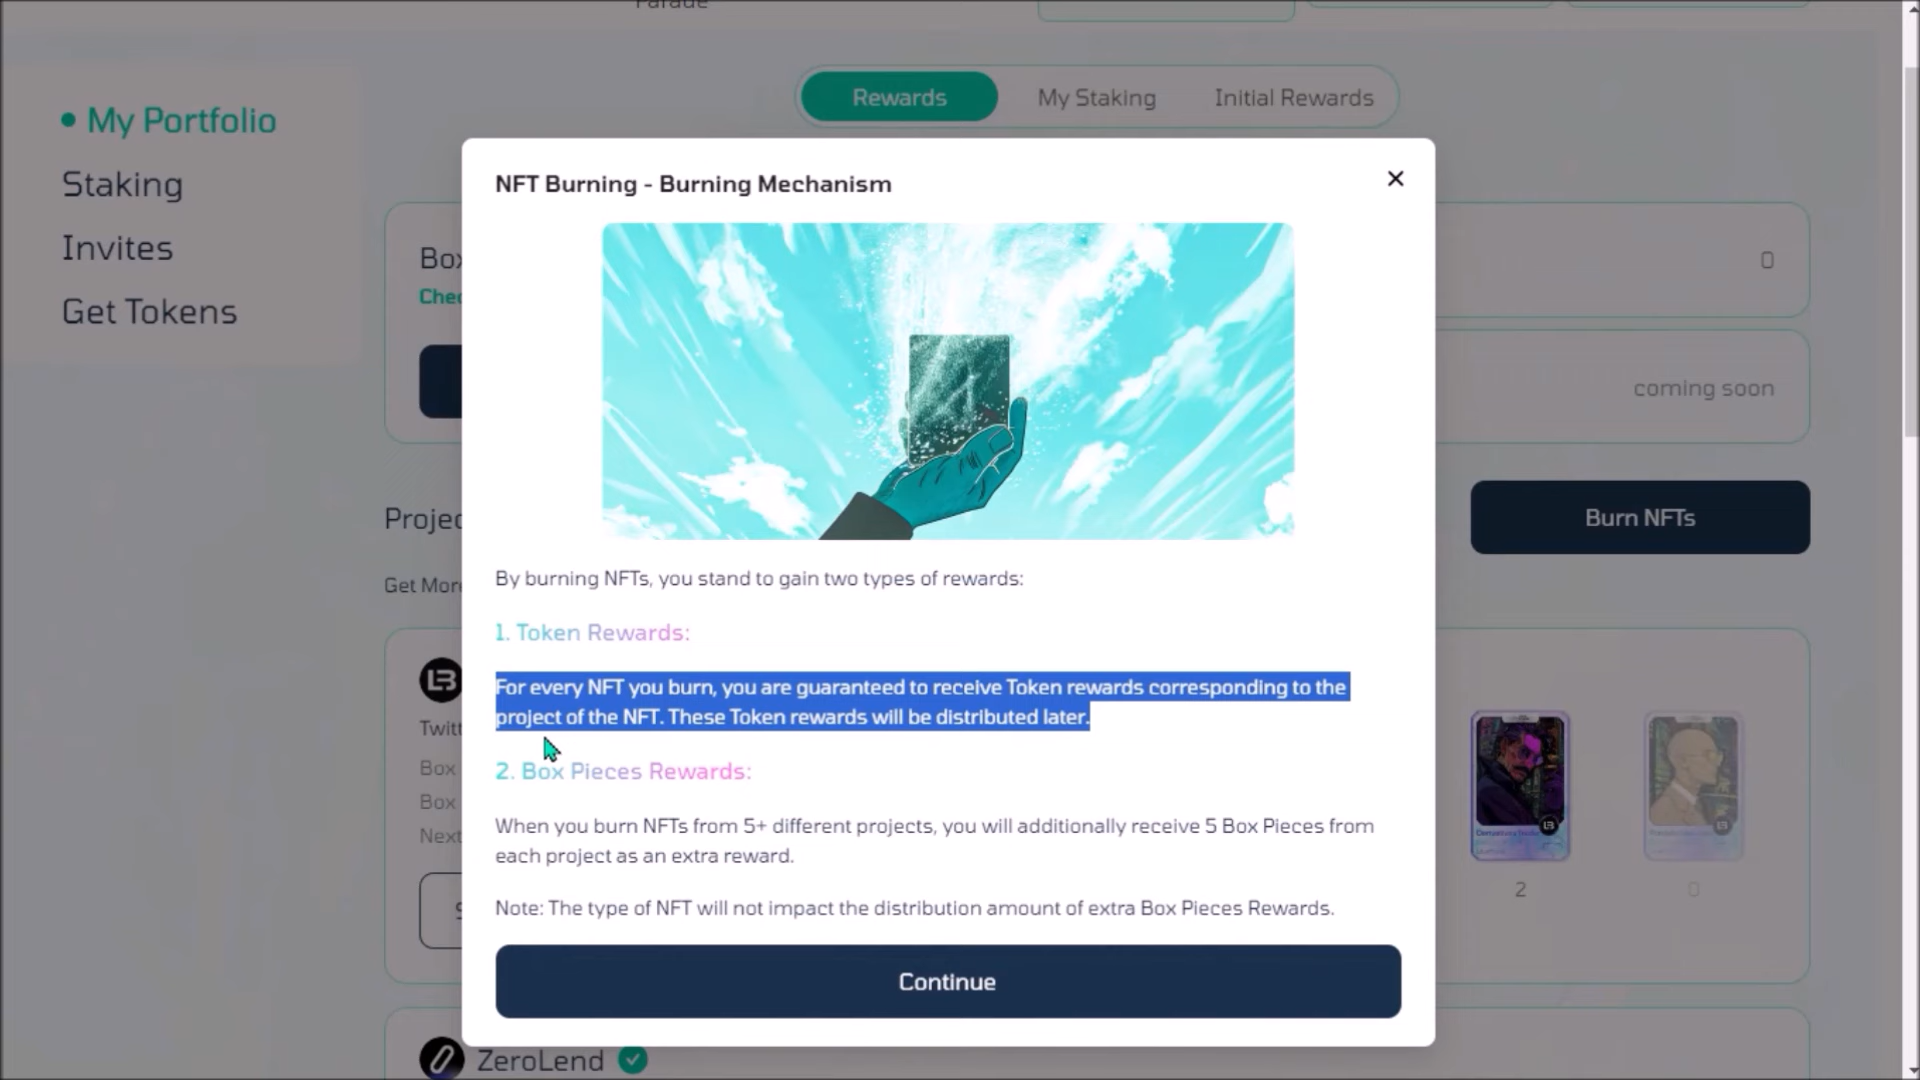 Parade
Rewards
My Staking
Initial Rewards
My Portfolio
Staking
Invites
Get Tokens
NFT Burning - Burning Mechanism
Box
0
coming soon
Burn NFTs
Get More
By burning NFTs, you stand to gain two types of rewards:
1. Token Rewards:
For every NFT you burn, you are guaranteed to receive Token rewards corresponding to the
project of the NFT. These Token rewards will be distributed later.
2. Box Pieces Rewards:
When you burn NFTs from 5+ different projects, you will additionally receive 5 Box Pieces from
each project as an extra reward.
Note: The type of NFT will not impact the distribution amount of extra Box Pieces Rewards.
Continue
Box
Box
Next
2
0
ZeroLend